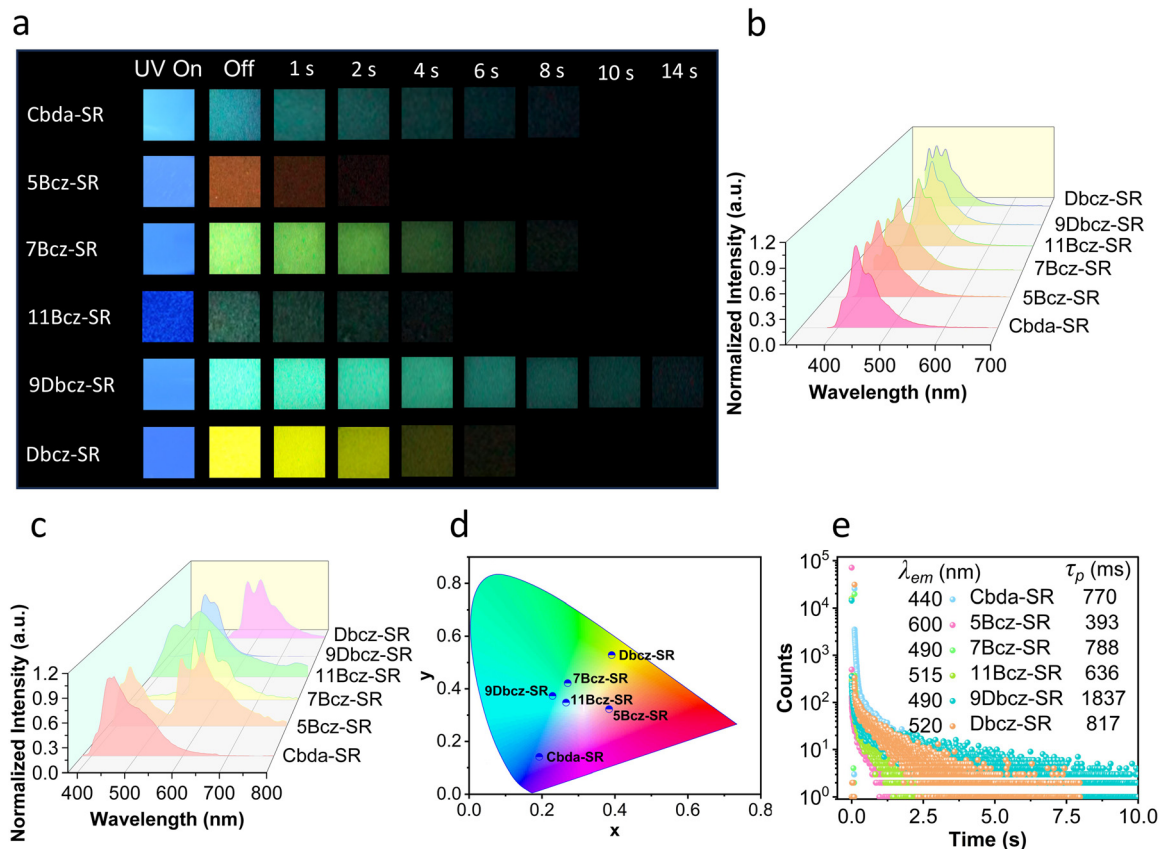 a
UV On Off 1 s 2 s 4 s 6 s 8 s 10 s 14 s
Cbda-SR
5Bcz-SR
7Bcz-SR
11Bcz-SR
9Dbcz-SR
Dbcz-SR
b
Normalized Intensity (a.u.)
1.2
0.9
0.6
0.3
0.0
400 500 600 700
Wavelength (nm)
Dbcz-SR
9Dbcz-SR
11Bcz-SR
7Bcz-SR
5Bcz-SR
Cbda-SR
c
Normalized Intensity (a.u.)
1.2
0.9
0.6
0.3
0.0
400 500 600 700 800
Wavelength (nm)
Dbcz-SR
9Dbcz-SR
11Bcz-SR
7Bcz-SR
5Bcz-SR
Cbda-SR
d
y
0.8
0.6
0.4
0.2
0.0
0.0 0.2 0.4 0.6 0.8
x
Dbcz-SR
7Bcz-SR
9Dbcz-SR
11Bcz-SR
5Bcz-SR
Cbda-SR
e
Counts
10⁵
10⁴
10³
10²
10¹
10⁰
0.0 2.5 5.0 7.5 10.0
Time (s)
λem (nm) τp (ms)
440 Cbda-SR 770
600 5Bcz-SR 393
490 7Bcz-SR 788
515 11Bcz-SR 636
490 9Dbcz-SR 1837
520 Dbcz-SR 817